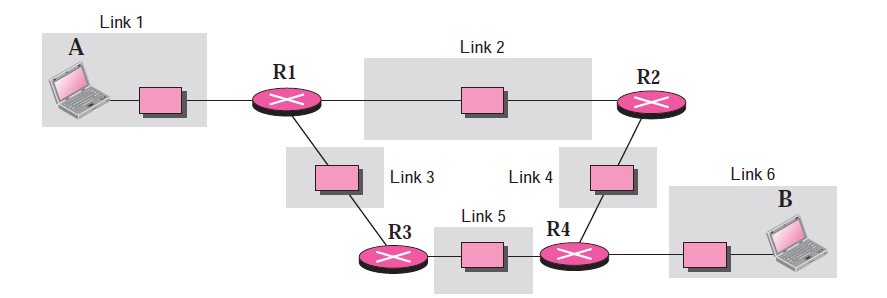 Link 1
A
Link 2
R1
R2
Link 3
Link 4
Link 6
B
Link 5
R3
R4